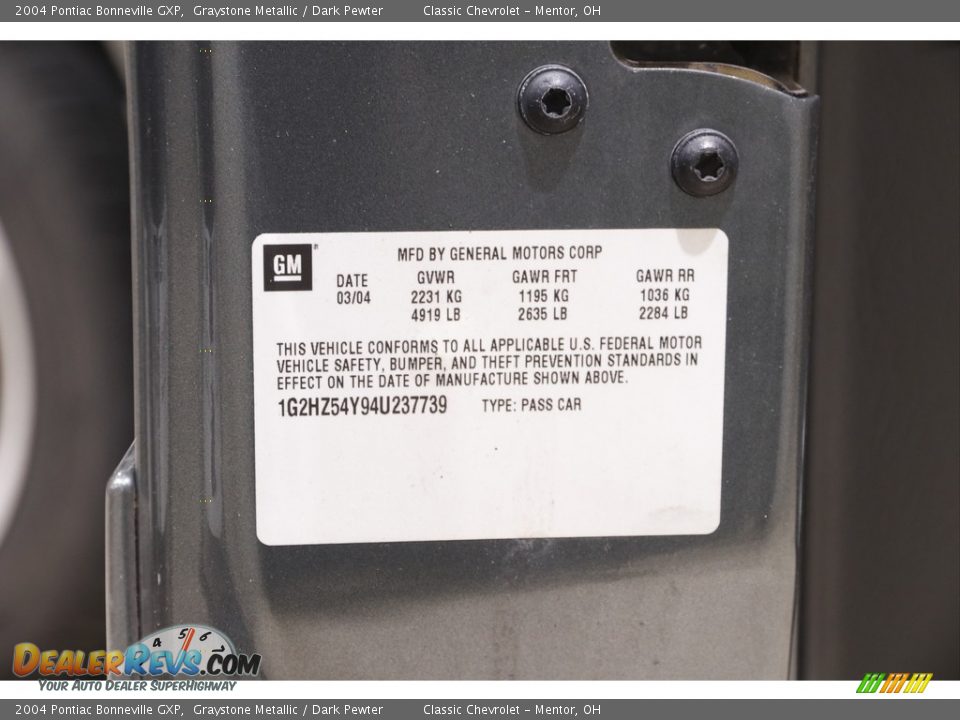 2004 Pontiac Bonneville GXP, Graystone Metallic / Dark Pewter Classic Chevrolet - Mentor, OH
GM
MFD BY GENERAL MOTORS CORP
DATE GVWR GAWR FRT GAWR RR
03/04 2231 KG 1195 KG 1036 KG
4919 LB 2635 LB 2284 LB
THIS VEHICLE CONFORMS TO ALL APPLICABLE U.S. FEDERAL MOTOR
VEHICLE SAFETY, BUMPER, AND THEFT PREVENTION STANDARDS IN
EFFECT ON THE DATE OF MANUFACTURE SHOWN ABOVE.
1G2HZ54Y94U237739 TYPE: PASS CAR
4 5 6
DEALERREVS.COM
YOUR AUTO DEALER SUPERHIGHWAY
2004 Pontiac Bonneville GXP, Graystone Metallic / Dark Pewter Classic Chevrolet - Mentor, OH